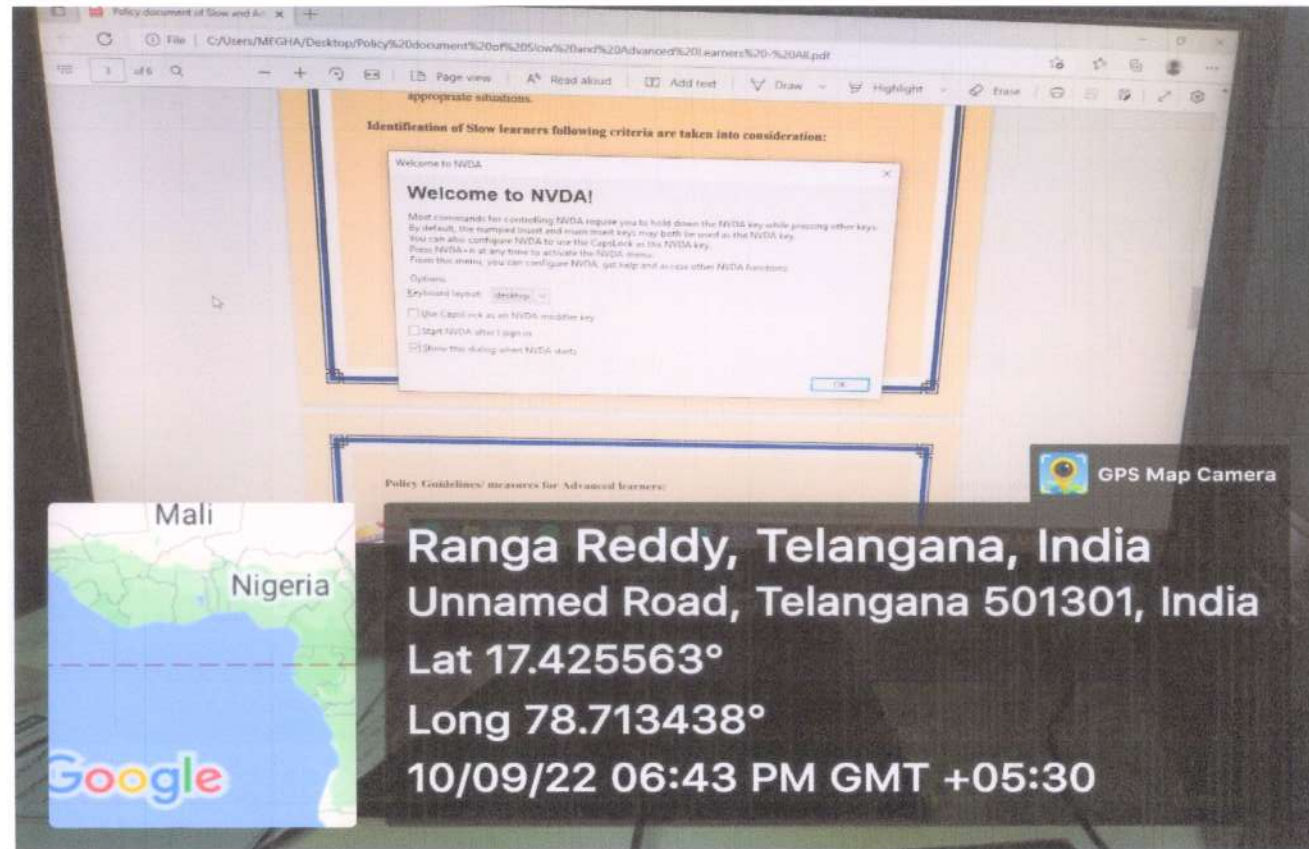 Policy document of Slow and Ad
File | C:/Users/MEGHA/Desktop/Policy%20document%20of%20Slow%20and%20Advanced%20Learners%20-%20All.pdf
3 of 6
Page view | Read aloud | Add text | Draw
Highlight
Erase
appropriate situations.
Identification of Slow learners following criteria are taken into consideration:
Welcome to NVDA
Welcome to NVDA!
Most commands for controlling NVDA require you to hold down the NVDA key while pressing other keys.
By default, the numpad Insert and main Insert keys may both be used as the NVDA key.
You can also configure NVDA to use the CapsLock as the NVDA key.
Press NVDA+n at any time to activate the NVDA menu.
From this menu, you can configure NVDA, get help and access other NVDA functions.
Options
Keyboard layout: desktop
Use CapsLock as an NVDA modifier key
Start NVDA after I sign in
Show this dialog when NVDA starts
OK
Policy Guidelines/ measures for Advanced learners:
GPS Map Camera
Mali
Nigeria
Google
Ranga Reddy, Telangana, India
Unnamed Road, Telangana 501301, India
Lat 17.425563°
Long 78.713438°
10/09/22 06:43 PM GMT +05:30